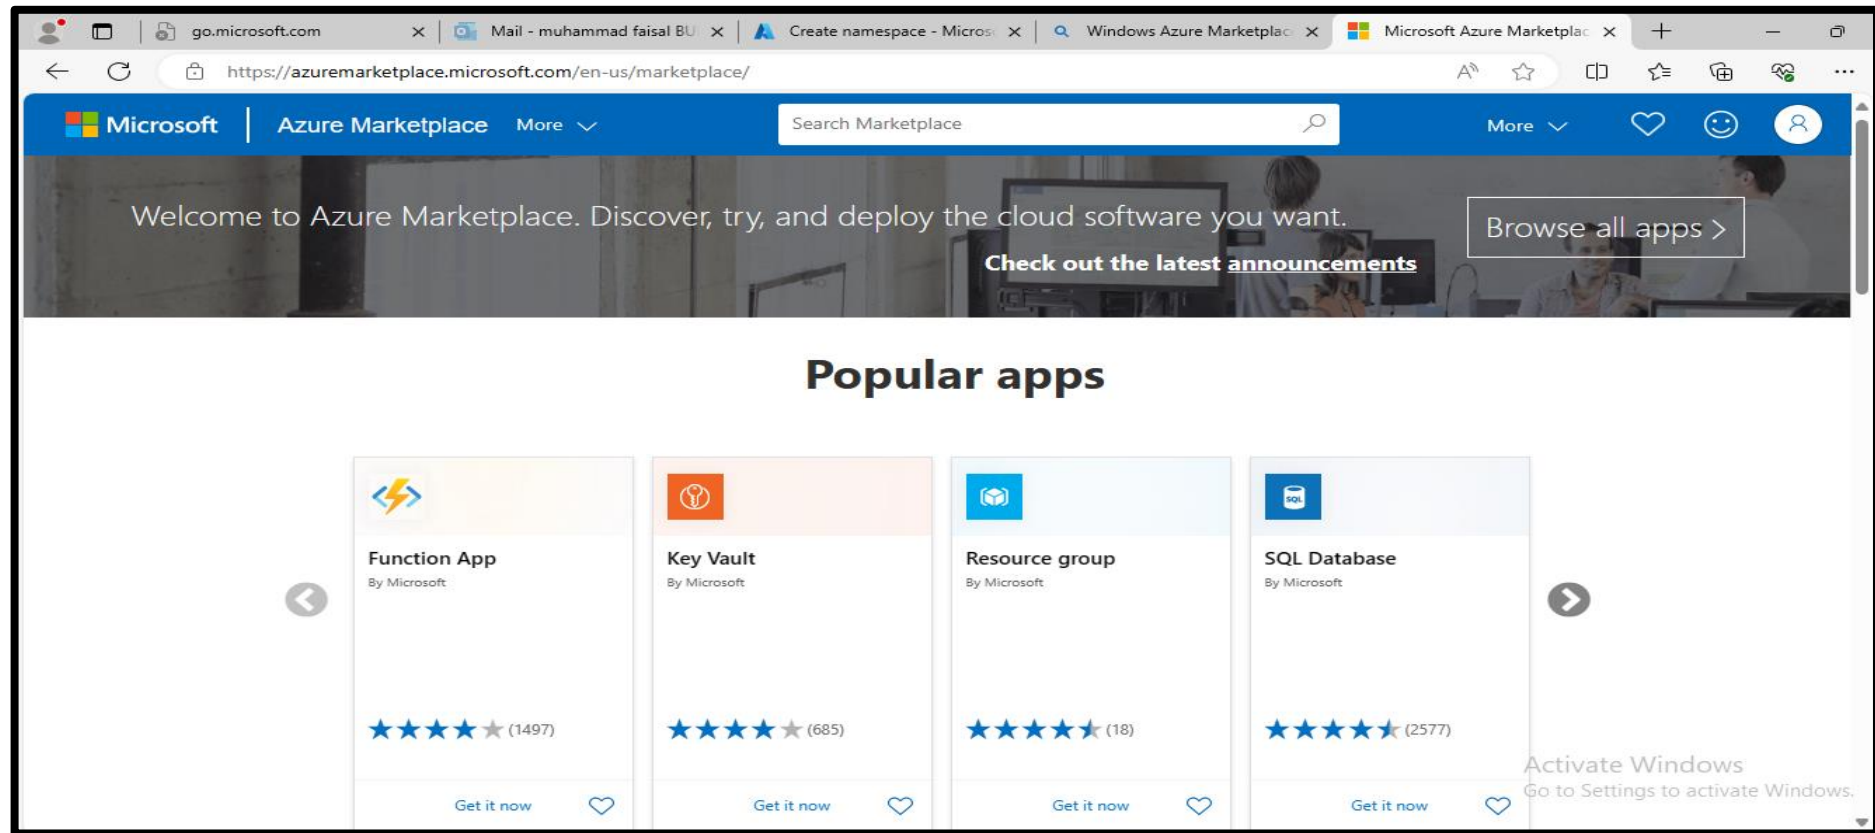 go.microsoft.com
Mail - muhammad faisal BU
Create namespace - Micros
Windows Azure Marketplac
Microsoft Azure Marketplac
https://azuremarketplace.microsoft.com/en-us/marketplace/
Microsoft
Azure Marketplace
More
Search Marketplace
More
Welcome to Azure Marketplace. Discover, try, and deploy the cloud software you want.
Browse all apps >
Check out the latest announcements
Popular apps
Function App
By Microsoft
(1497)
Get it now
Key Vault
By Microsoft
(685)
Get it now
Resource group
By Microsoft
(18)
Get it now
SQL
SQL Database
By Microsoft
(2577)
Get it now
Activate Windows
Go to Settings to activate Windows.